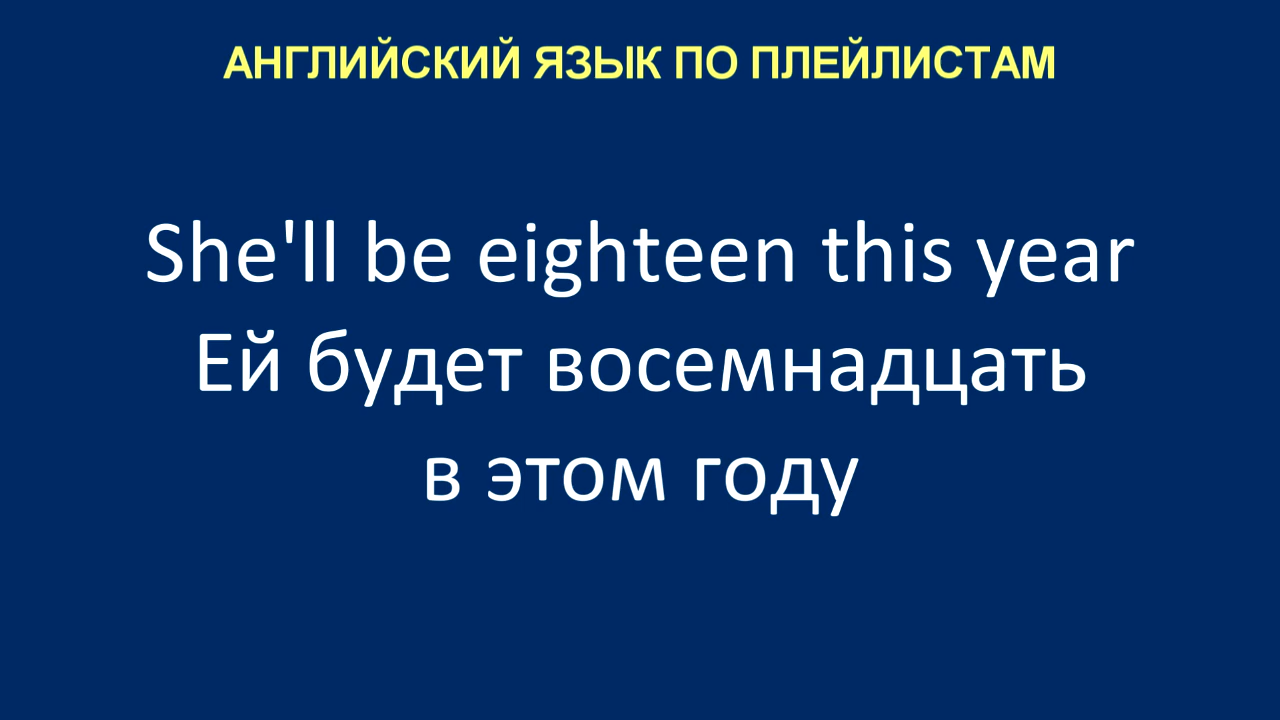 АНГЛИЙСКИЙ ЯЗЫК ПО ПЛЕЙЛИСТАМ
She'll be eighteen this year
Ей будет восемнадцать
в этом году